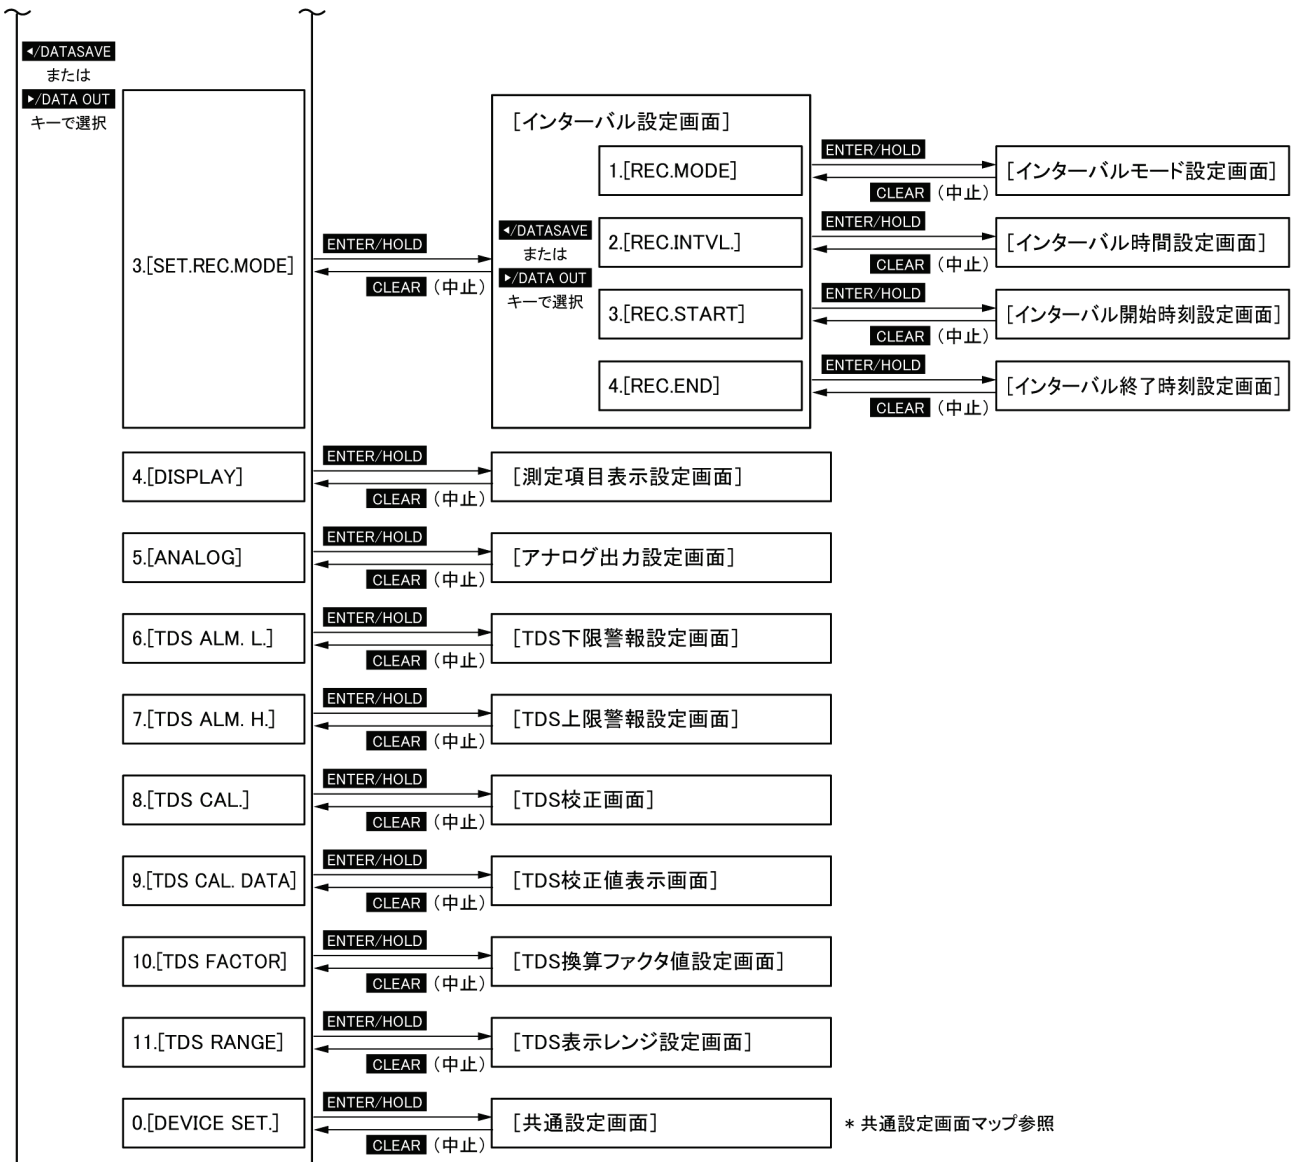 ◀/DATASAVE
または
▶/DATA OUT
キーで選択
3.[SET.REC.MODE]
ENTER/HOLD
CLEAR （中止）
[インターバル設定画面]
◀/DATASAVE
または
▶/DATA OUT
キーで選択
1.[REC.MODE]
ENTER/HOLD
CLEAR （中止）
[インターバルモード設定画面]
2.[REC.INTVL.]
ENTER/HOLD
CLEAR （中止）
[インターバル時間設定画面]
3.[REC.START]
ENTER/HOLD
CLEAR （中止）
[インターバル開始時刻設定画面]
4.[REC.END]
ENTER/HOLD
CLEAR （中止）
[インターバル終了時刻設定画面]
4.[DISPLAY]
ENTER/HOLD
CLEAR （中止）
[測定項目表示設定画面]
5.[ANALOG]
ENTER/HOLD
CLEAR （中止）
[アナログ出力設定画面]
6.[TDS ALM. L.]
ENTER/HOLD
CLEAR （中止）
[TDS下限警報設定画面]
7.[TDS ALM. H.]
ENTER/HOLD
CLEAR （中止）
[TDS上限警報設定画面]
8.[TDS CAL.]
ENTER/HOLD
CLEAR （中止）
[TDS校正画面]
9.[TDS CAL. DATA]
ENTER/HOLD
CLEAR （中止）
[TDS校正値表示画面]
10.[TDS FACTOR]
ENTER/HOLD
CLEAR （中止）
[TDS換算ファクタ値設定画面]
11.[TDS RANGE]
ENTER/HOLD
CLEAR （中止）
[TDS表示レンジ設定画面]
0.[DEVICE SET.]
ENTER/HOLD
CLEAR （中止）
[共通設定画面]
* 共通設定画面マップ参照